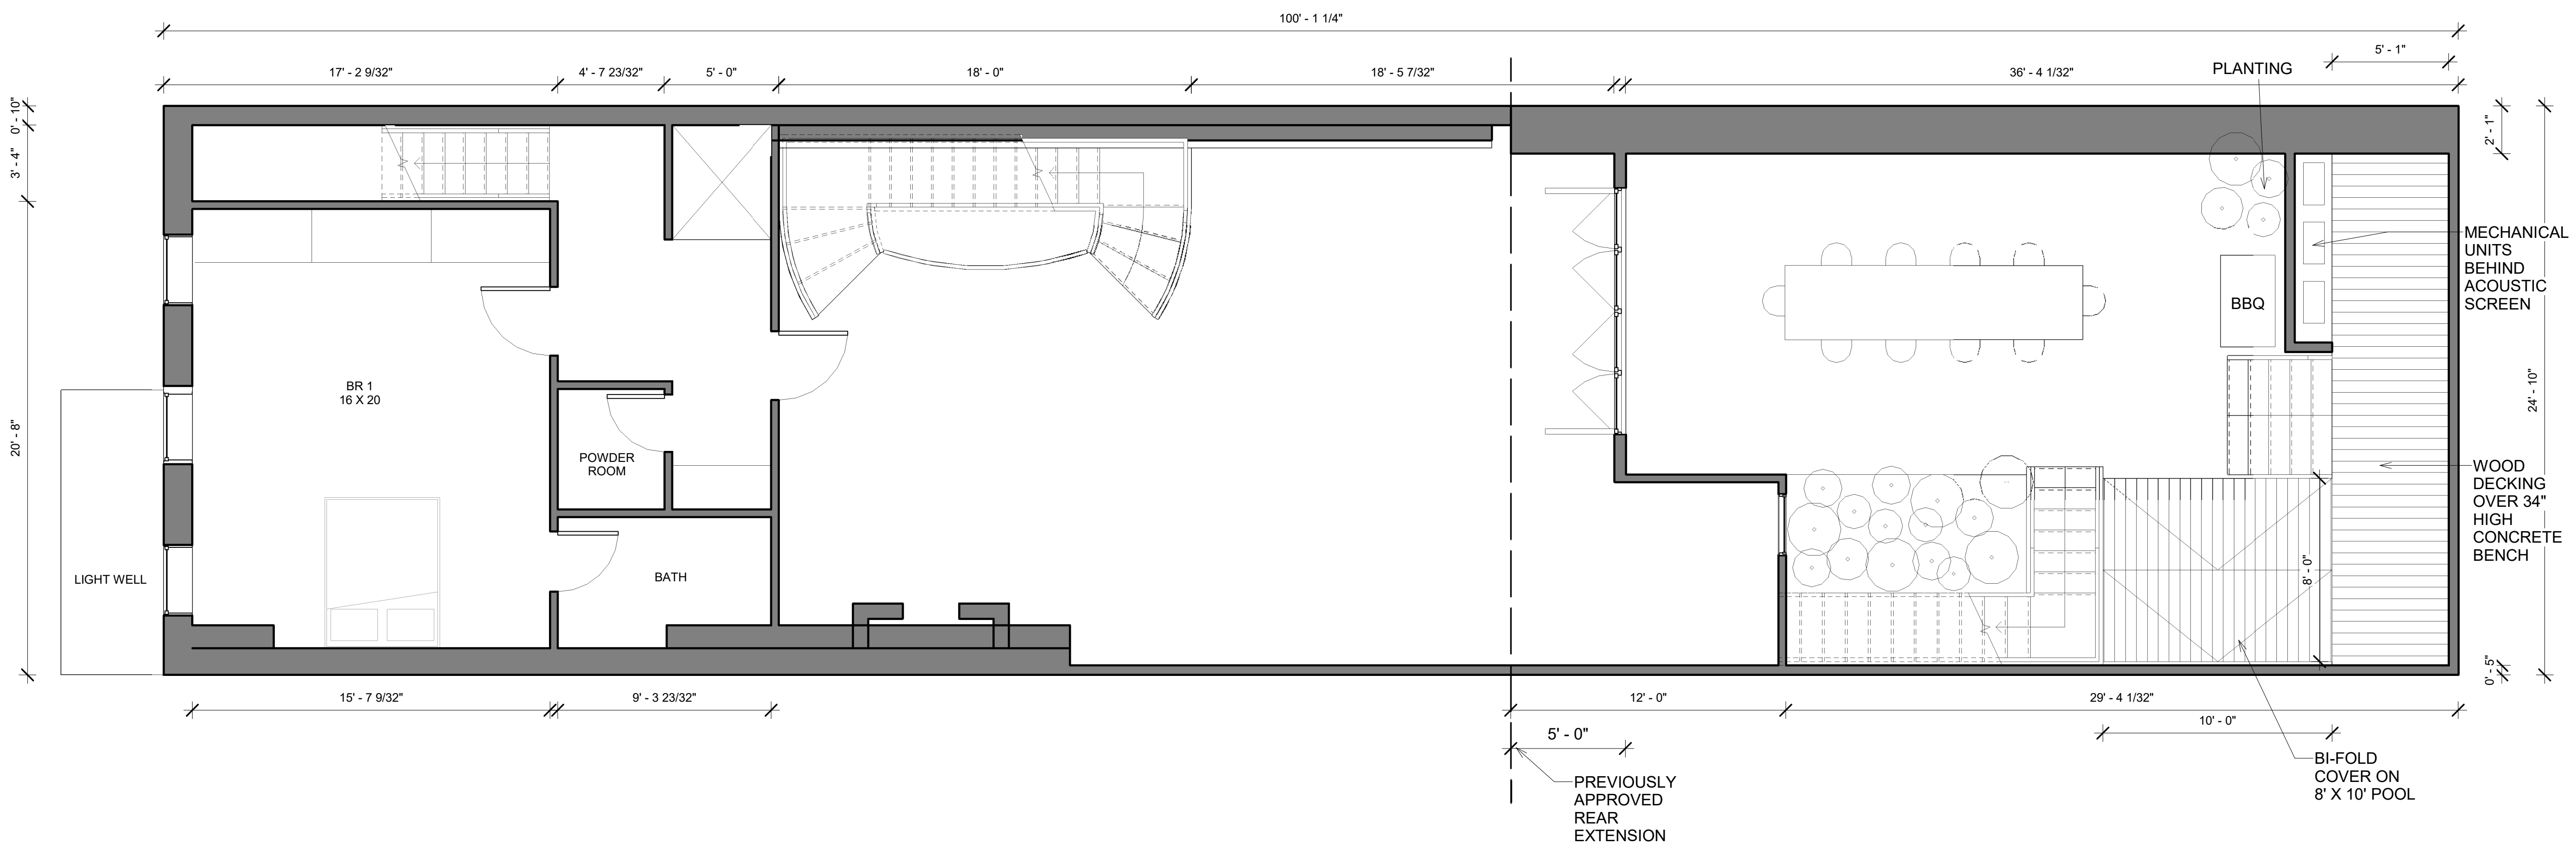 100' - 1 1/4"
5' - 1"
17' - 2 9/32"
4' - 7 23/32"
5' - 0"
18' - 0"
18' - 5 7/32"
36' - 4 1/32"
PLANTING
0' - 10"
3' - 4"
20' - 8"
2' - 1"
24' - 10"
0' - 5"
MECHANICAL
UNITS
BEHIND
ACOUSTIC
SCREEN
BBQ
BR 1
16 X 20
POWDER
ROOM
WOOD
DECKING
OVER 34"
HIGH
CONCRETE
BENCH
LIGHT WELL
BATH
8' - 0"
15' - 7 9/32"
9' - 3 23/32"
12' - 0"
29' - 4 1/32"
10' - 0"
5' - 0"
PREVIOUSLY
APPROVED
REAR
EXTENSION
BI-FOLD
COVER ON
8' X 10' POOL